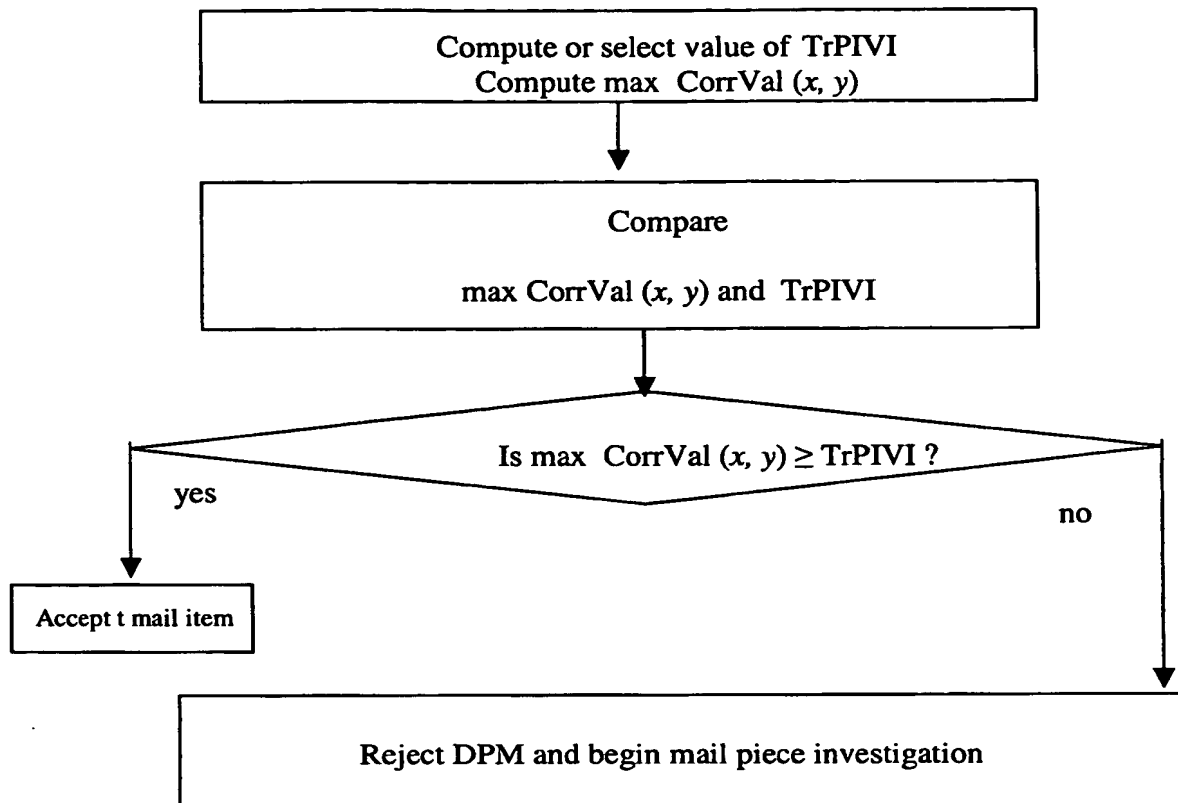 Compute or select value of TrPIVI
Compute max CorrVal (x, y)
Compare
max CorrVal (x, y) and TrPIVI
Is max CorrVal (x, y) ≥ TrPIVI ?
yes
no
Accept t mail item
Reject DPM and begin mail piece investigation